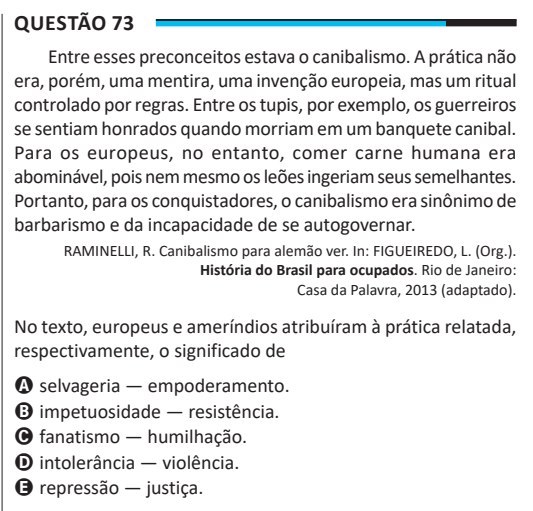 QUESTÃO 73
Entre esses preconceitos estava o canibalismo. A prática não
era, porém, uma mentira, uma invenção europeia, mas um ritual
controlado por regras. Entre os tupis, por exemplo, os guerreiros
se sentiam honrados quando morriam em um banquete canibal.
Para os europeus, no entanto, comer carne humana era
abominável, pois nem mesmo os leões ingeriam seus semelhantes.
Portanto, para os conquistadores, o canibalismo era sinônimo de
barbarismo e da incapacidade de se autogovernar.
RAMINELLI, R. Canibalismo para alemão ver. In: FIGUEIREDO, L. (Org.).
História do Brasil para ocupados. Rio de Janeiro:
Casa da Palavra, 2013 (adaptado).
No texto, europeus e ameríndios atribuíram à prática relatada,
respectivamente, o significado de
A selvageria — empoderamento.
B impetuosidade — resistência.
C fanatismo — humilhação.
D intolerância — violência.
E repressão — justiça.